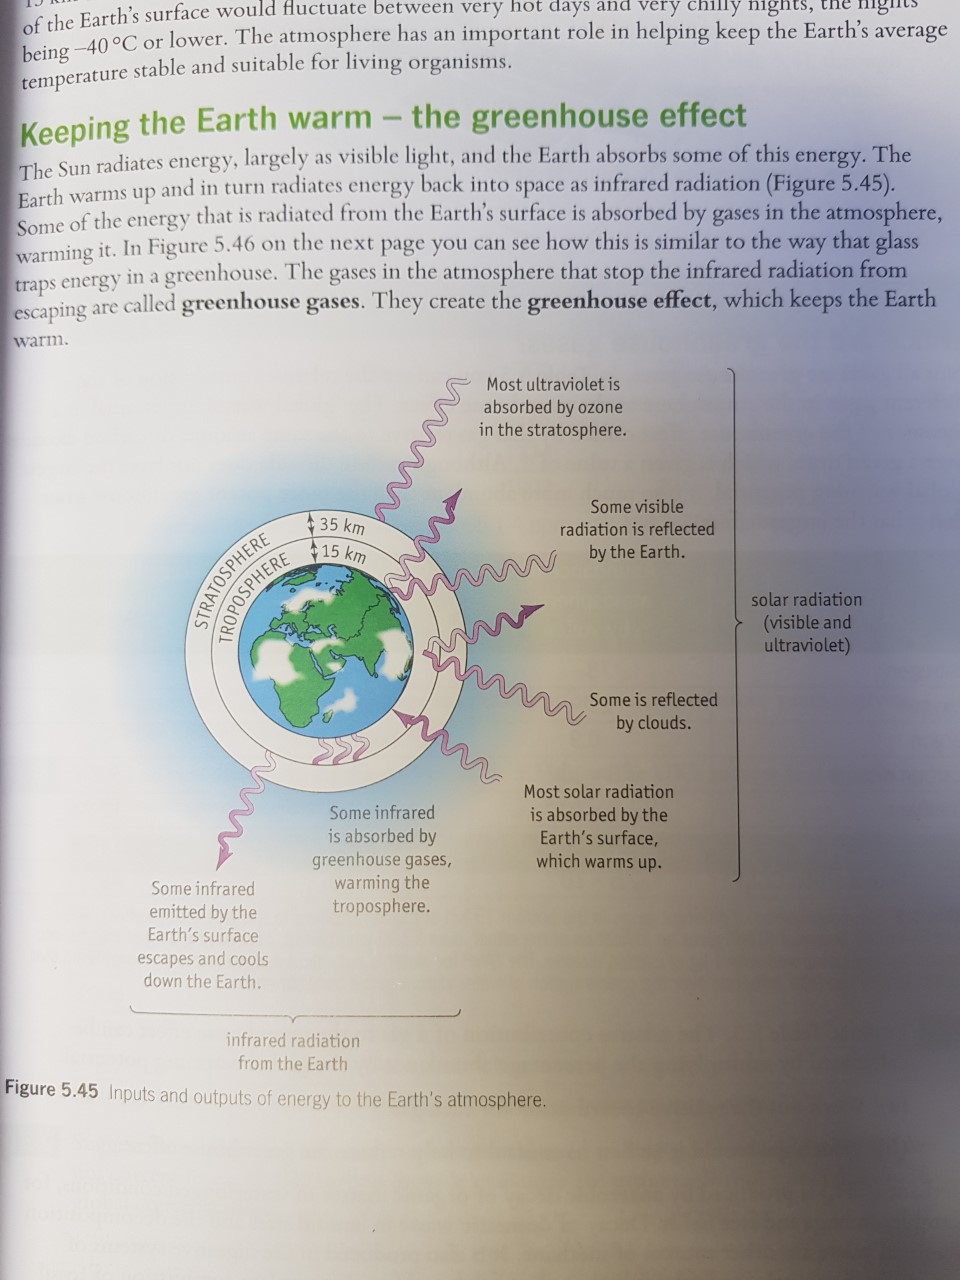 of the Earth's surface would fluctuate between very hot days and very chilly nights, the nights
being –40 °C or lower. The atmosphere has an important role in helping keep the Earth's average
temperature stable and suitable for living organisms.
Keeping the Earth warm – the greenhouse effect
The Sun radiates energy, largely as visible light, and the Earth absorbs some of this energy. The
Earth warms up and in turn radiates energy back into space as infrared radiation (Figure 5.45).
Some of the energy that is radiated from the Earth's surface is absorbed by gases in the atmosphere,
warming it. In Figure 5.46 on the next page you can see how this is similar to the way that glass
traps energy in a greenhouse. The gases in the atmosphere that stop the infrared radiation from
escaping are called greenhouse gases. They create the greenhouse effect, which keeps the Earth
warm.
Most ultraviolet is
absorbed by ozone
in the stratosphere.
Some visible
radiation is reflected
by the Earth.
35 km
15 km
STRATOSPHERE
TROPOSPHERE
solar radiation
(visible and
ultraviolet)
Some is reflected
by clouds.
Most solar radiation
is absorbed by the
Earth's surface,
which warms up.
Some infrared
is absorbed by
greenhouse gases,
warming the
troposphere.
Some infrared
emitted by the
Earth's surface
escapes and cools
down the Earth.
infrared radiation
from the Earth
Figure 5.45 Inputs and outputs of energy to the Earth's atmosphere.